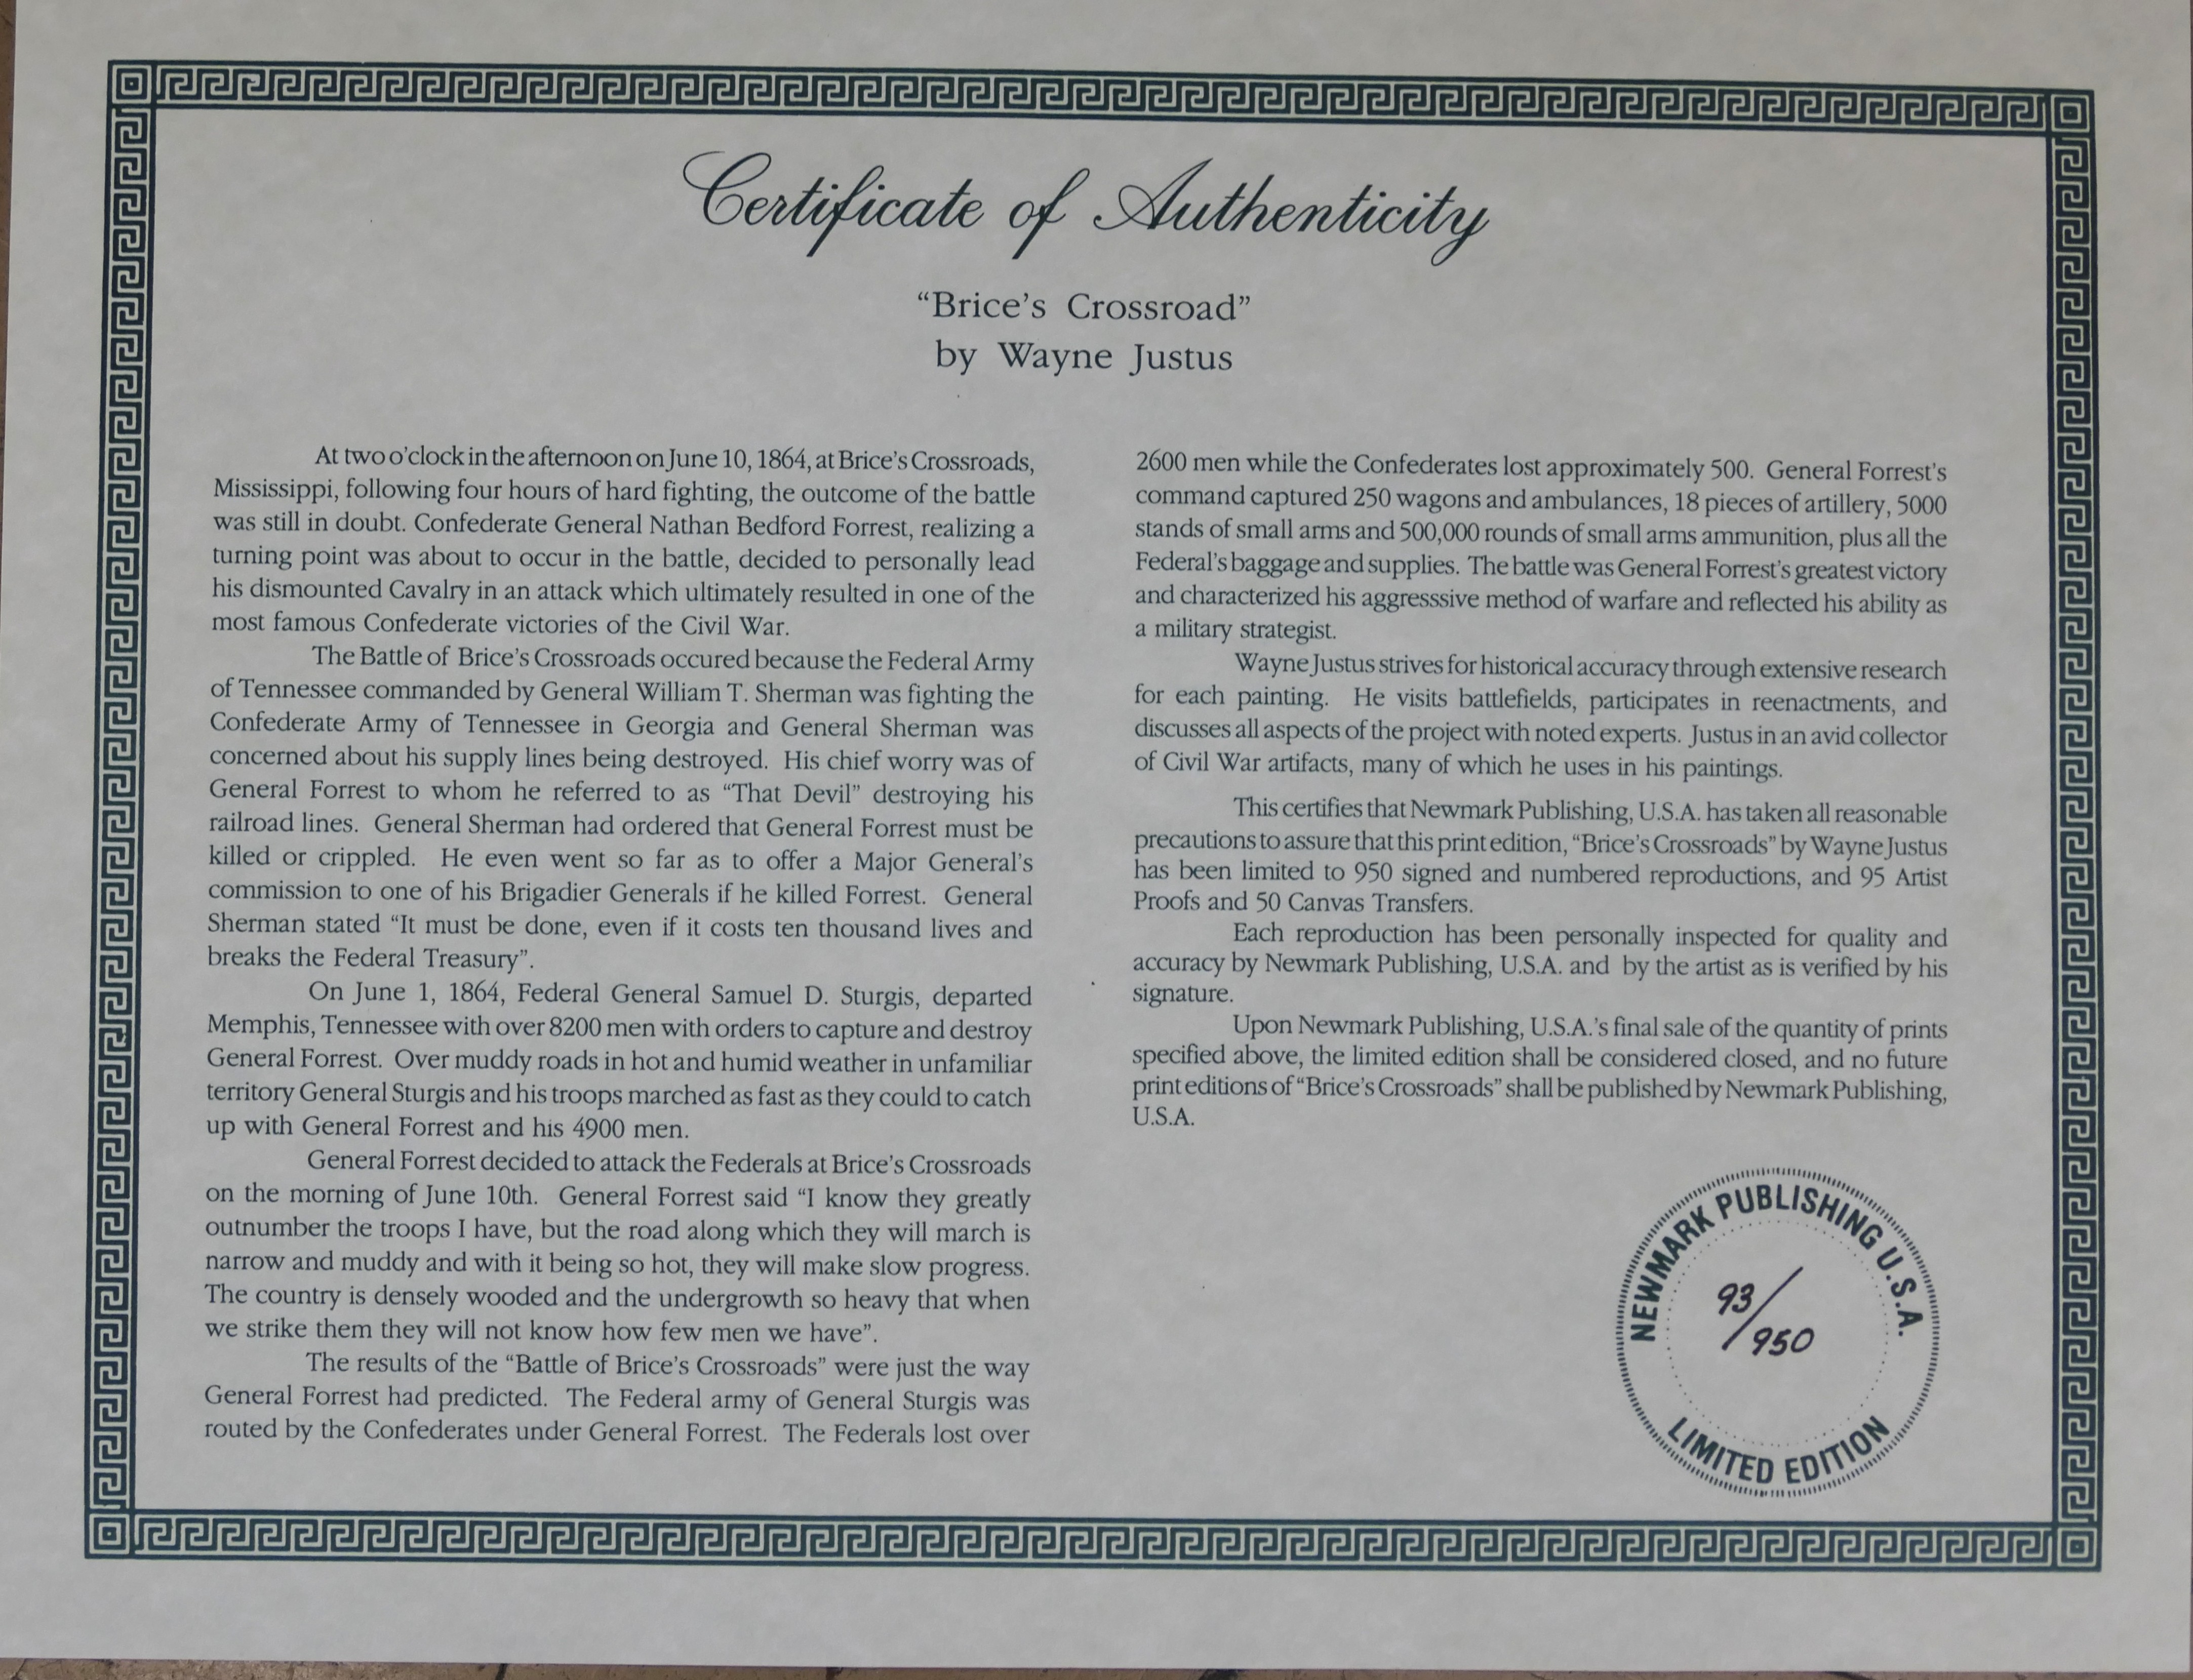 Certificate of Authenticity
“Brice’s Crossroad”
by Wayne Justus
At two o’clock in the afternoon on June 10, 1864, at Brice’s Crossroads,
Mississippi, following four hours of hard fighting, the outcome of the battle
was still in doubt. Confederate General Nathan Bedford Forrest, realizing a
turning point was about to occur in the battle, decided to personally lead
his dismounted Cavalry in an attack which ultimately resulted in one of the
most famous Confederate victories of the Civil War.
The Battle of Brice’s Crossroads occured because the Federal Army
of Tennessee commanded by General William T. Sherman was fighting the
Confederate Army of Tennessee in Georgia and General Sherman was
concerned about his supply lines being destroyed. His chief worry was of
General Forrest to whom he referred to as “That Devil” destroying his
railroad lines. General Sherman had ordered that General Forrest must be
killed or crippled. He even went so far as to offer a Major General’s
commission to one of his Brigadier Generals if he killed Forrest. General
Sherman stated “It must be done, even if it costs ten thousand lives and
breaks the Federal Treasury”.
On June 1, 1864, Federal General Samuel D. Sturgis, departed
Memphis, Tennessee with over 8200 men with orders to capture and destroy
General Forrest. Over muddy roads in hot and humid weather in unfamiliar
territory General Sturgis and his troops marched as fast as they could to catch
up with General Forrest and his 4900 men.
General Forrest decided to attack the Federals at Brice’s Crossroads
on the morning of June 10th. General Forrest said “I know they greatly
outnumber the troops I have, but the road along which they will march is
narrow and muddy and with it being so hot, they will make slow progress.
The country is densely wooded and the undergrowth so heavy that when
we strike them they will not know how few men we have”.
The results of the “Battle of Brice’s Crossroads” were just the way
General Forrest had predicted. The Federal army of General Sturgis was
routed by the Confederates under General Forrest. The Federals lost over
2600 men while the Confederates lost approximately 500. General Forrest’s
command captured 250 wagons and ambulances, 18 pieces of artillery, 5000
stands of small arms and 500,000 rounds of small arms ammunition, plus all the
Federal’s baggage and supplies. The battle was General Forrest’s greatest victory
and characterized his aggresssive method of warfare and reflected his ability as
a military strategist.
Wayne Justus strives for historical accuracy through extensive research
for each painting. He visits battlefields, participates in reenactments, and
discusses all aspects of the project with noted experts. Justus in an avid collector
of Civil War artifacts, many of which he uses in his paintings.
This certifies that Newmark Publishing, U.S.A. has taken all reasonable
precautions to assure that this print edition, “Brice’s Crossroads” by Wayne Justus
has been limited to 950 signed and numbered reproductions, and 95 Artist
Proofs and 50 Canvas Transfers.
Each reproduction has been personally inspected for quality and
accuracy by Newmark Publishing, U.S.A. and by the artist as is verified by his
signature.
Upon Newmark Publishing, U.S.A.’s final sale of the quantity of prints
specified above, the limited edition shall be considered closed, and no future
print editions of “Brice’s Crossroads” shall be published by Newmark Publishing,
U.S.A.
NEWMARK PUBLISHING U.S.A.
93/950
LIMITED EDITION